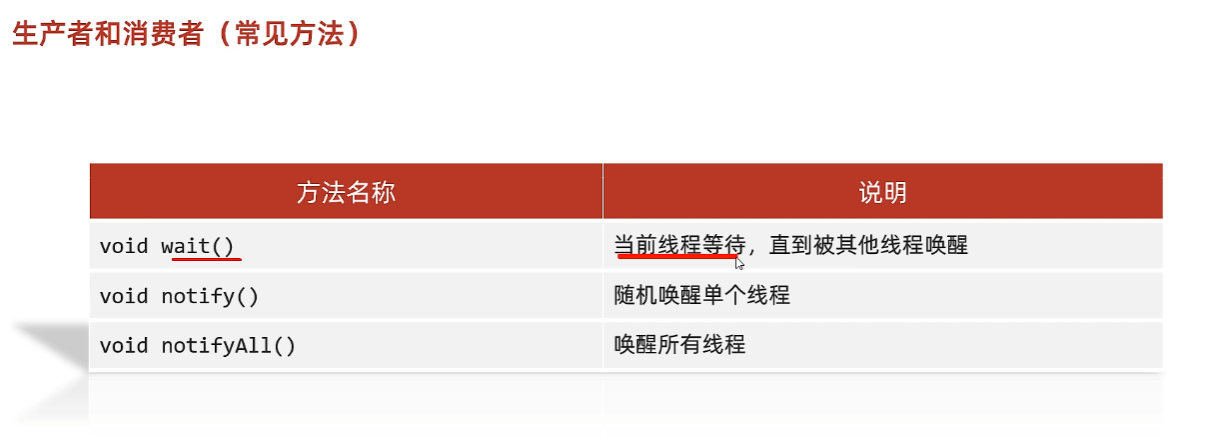 生产者和消费者（常见方法）
方法名称 说明
void wait() 当前线程等待，直到被其他线程唤醒
void notify() 随机唤醒单个线程
void notifyAll() 唤醒所有线程